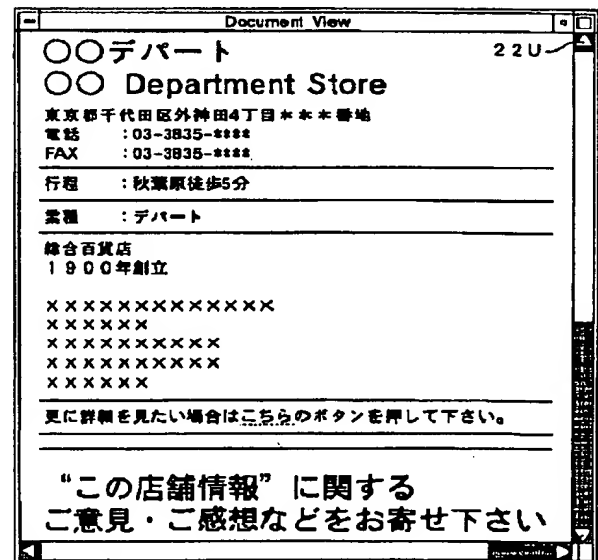 Document View
○○デパート
22U
○○ Department Store
東京都千代田区外神田4丁目＊＊＊番地
電話 :03-3835-****
FAX :03-3835-****
行程 :秋葉原徒歩5分
業種 :デパート
綜合百貨店
1900年創立
×××××××××××××
××××××
××××××××××
××××××××××
××××××
更に詳細を見たい場合はこちらのボタンを押して下さい。
“この店舗情報”に関する
ご意見・ご感想などをお寄せ下さい